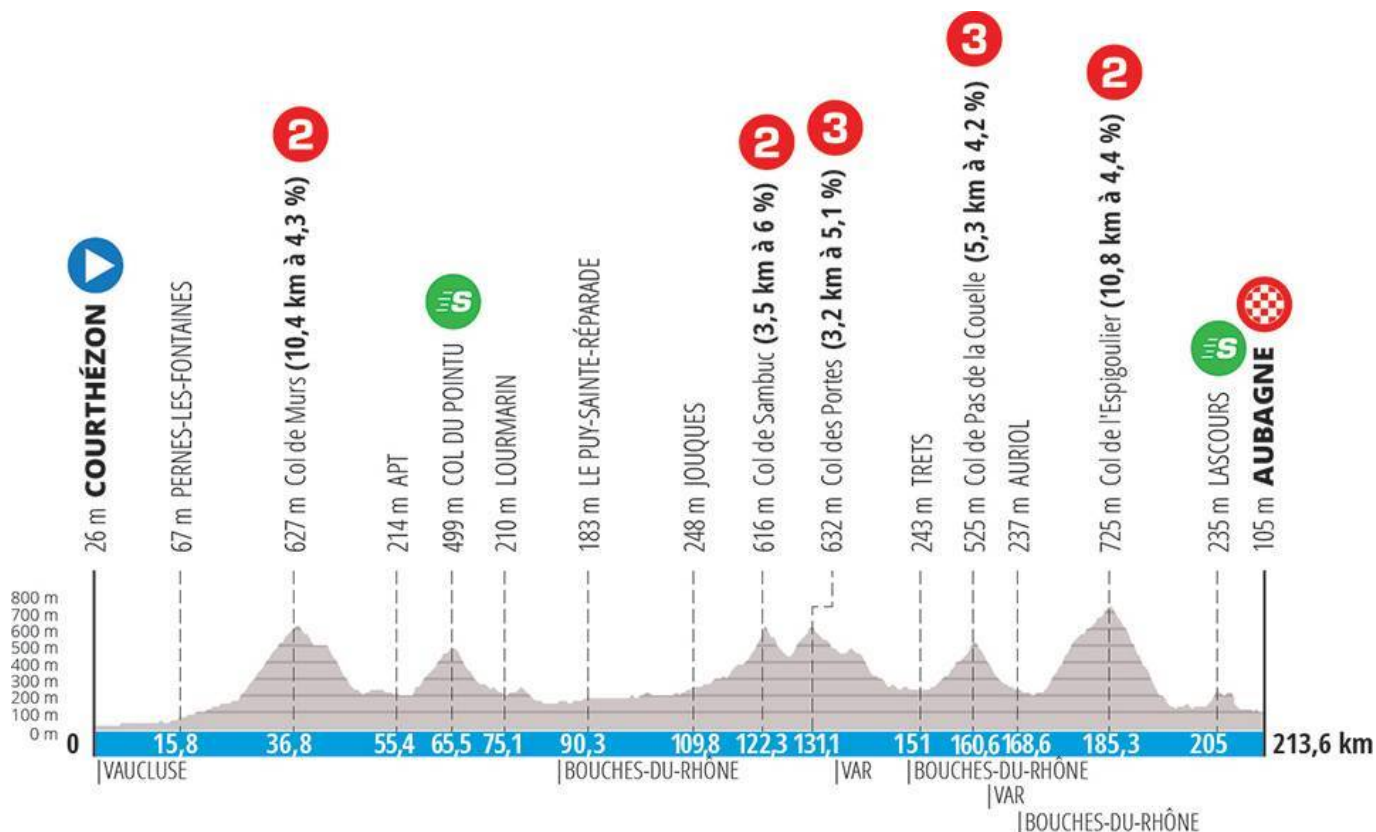 26 m COURTHÉZON
67 m PERNES-LES-FONTAINES
2
627 m Col de Murs (10,4 km à 4,3 %)
214 m APT
S
499 m COL DU POINTU
210 m LOURMARIN
183 m LE PUY-SAINTE-RÉPARADE
248 m JOUQUES
2
616 m Col de Sambuc (3,5 km à 6 %)
3
632 m Col des Portes (3,2 km à 5,1 %)
243 m TRETS
3
525 m Col de Pas de la Couelle (5,3 km à 4,2 %)
237 m AURIOL
2
725 m Col de l'Espigoulier (10,8 km à 4,4 %)
S
235 m LASCOURS
105 m AUBAGNE
800 m
700 m
600 m
500 m
400 m
300 m
200 m
100 m
0 m
0 15,8 36,8 55,4 65,5 75,1 90,3 109,8 122,3 131,1 151 160,6 168,6 185,3 205 213,6 km
|VAUCLUSE |BOUCHES-DU-RHÔNE |VAR |BOUCHES-DU-RHÔNE
|VAR
|BOUCHES-DU-RHÔNE